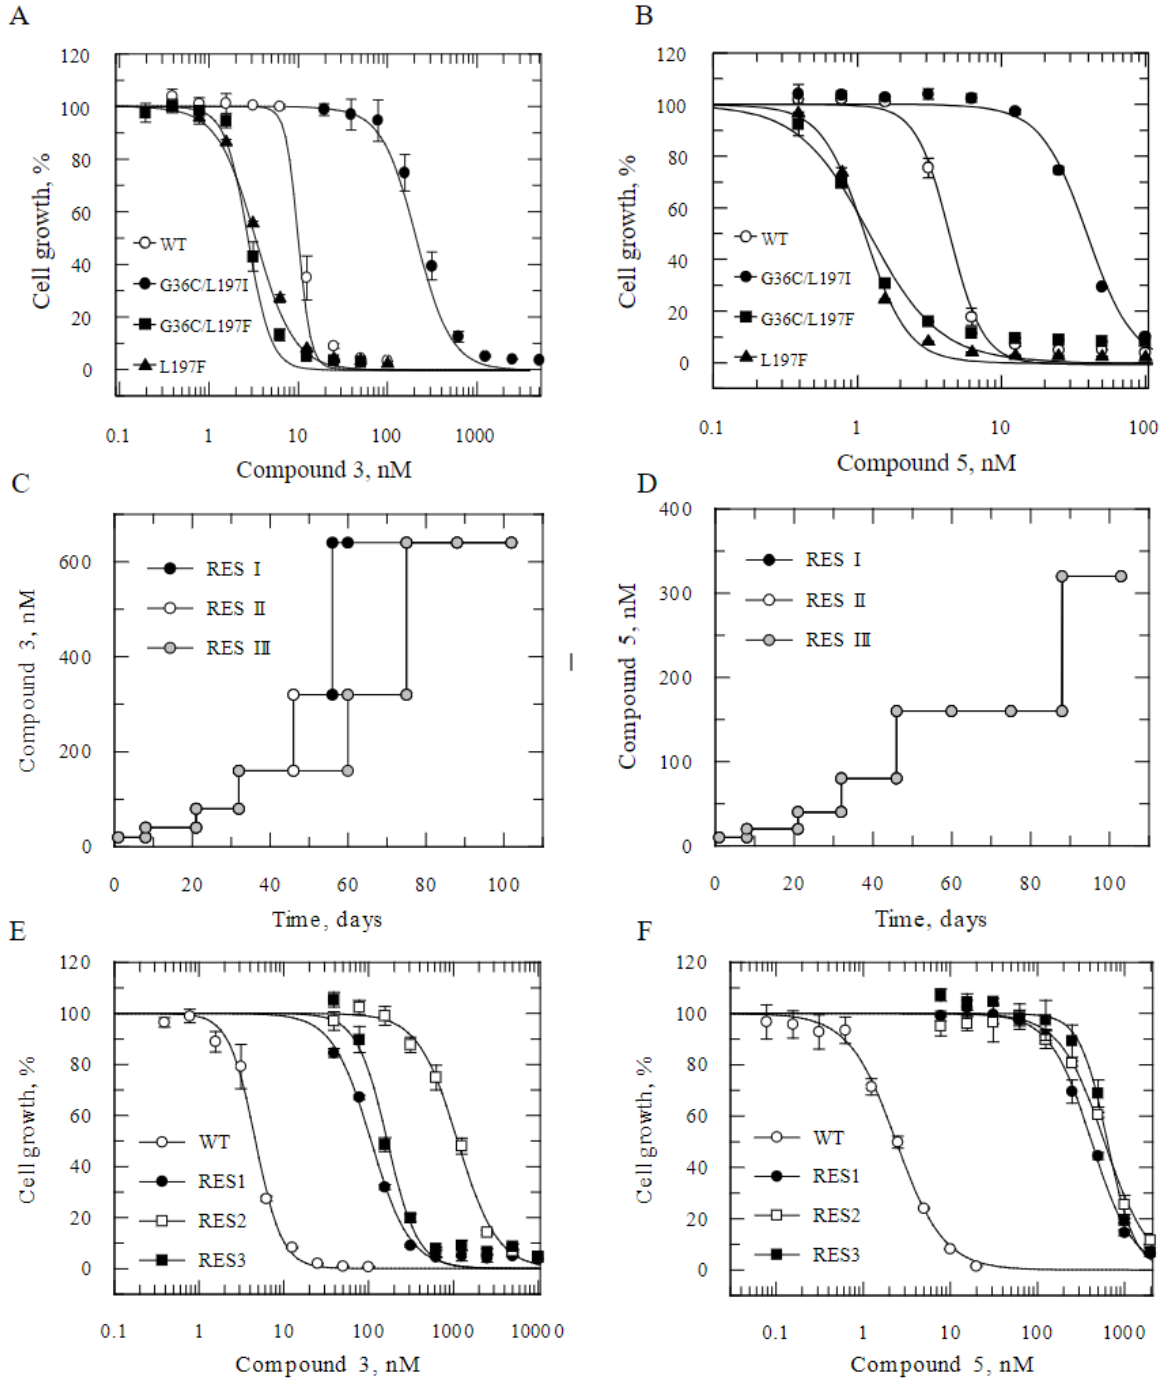 A
120
100
80
60
40
20
0
Cell growth, %
WT
G36C/L197I
G36C/L197F
L197F
0.1 1 10 100 1000
Compound 3, nM
B
120
100
80
60
40
20
0
Cell growth, %
WT
G36C/L197I
G36C/L197F
L197F
0.1 1 10 100
Compound 5, nM
C
600
400
200
0
Compound 3, nM
RES I
RES II
RES III
0 20 40 60 80 100
Time, days
D
400
300
200
100
0
Compound 5, nM
RES I
RES II
RES III
0 20 40 60 80 100
Time, days
E
120
100
80
60
40
20
0
Cell growth, %
WT
RES1
RES2
RES3
0.1 1 10 100 1000 10000
Compound 3, nM
F
120
100
80
60
40
20
0
Cell growth, %
WT
RES1
RES2
RES3
0.1 1 10 100 1000
Compound 5, nM